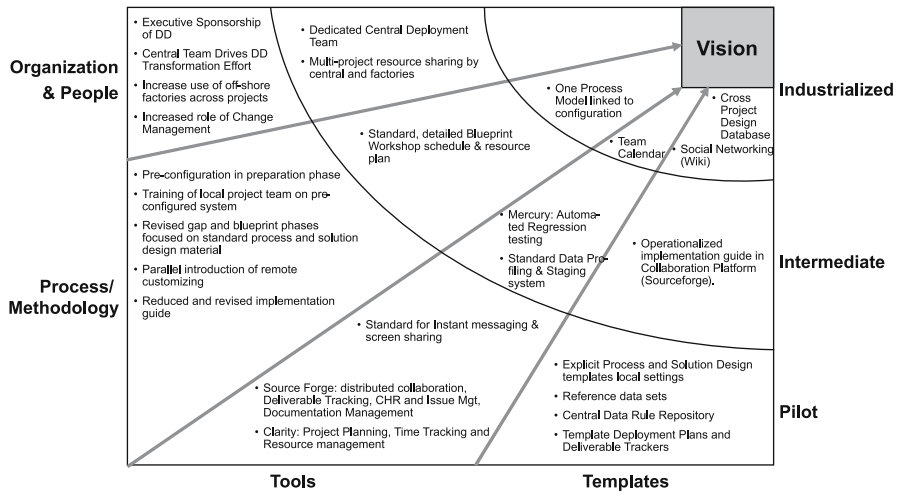 Organization
& People
• Executive Sponsorship
of DD
• Central Team Drives DD
Transformation Effort
• Increase use of off-shore
factories across projects
• Increased role of Change
Management
• Dedicated Central Deployment
Team
• Multi-project resource sharing by
central and factories
Vision
Industrialized
• One Process
Model linked to
configuration
• Cross
Project
Design
Database
• Team
Calendar
• Social Networking
(Wiki)
• Standard, detailed Blueprint
Workshop schedule & resource
plan
Process/
Methodology
• Pre-configuration in preparation phase
• Training of local project team on pre-
configured system
• Revised gap and blueprint phases
focused on standard process and solution
design material
• Parallel introduction of remote
customizing
• Reduced and revised implementation
guide
• Mercury: Automa-
ted Regression
testing
• Standard Data Pro-
filing & Staging
system
• Operationalized
implementation guide in
Collaboration Platform
(Sourceforge).
Intermediate
• Standard for Instant messaging &
screen sharing
• Source Forge: distributed collaboration,
Deliverable Tracking, CHR and Issue Mgt,
Documentation Management
• Clarity: Project Planning, Time Tracking and
Resource management
• Explicit Process and Solution Design
templates local settings
• Reference data sets
• Central Data Rule Repository
• Template Deployment Plans and
Deliverable Trackers
Pilot
Tools
Templates